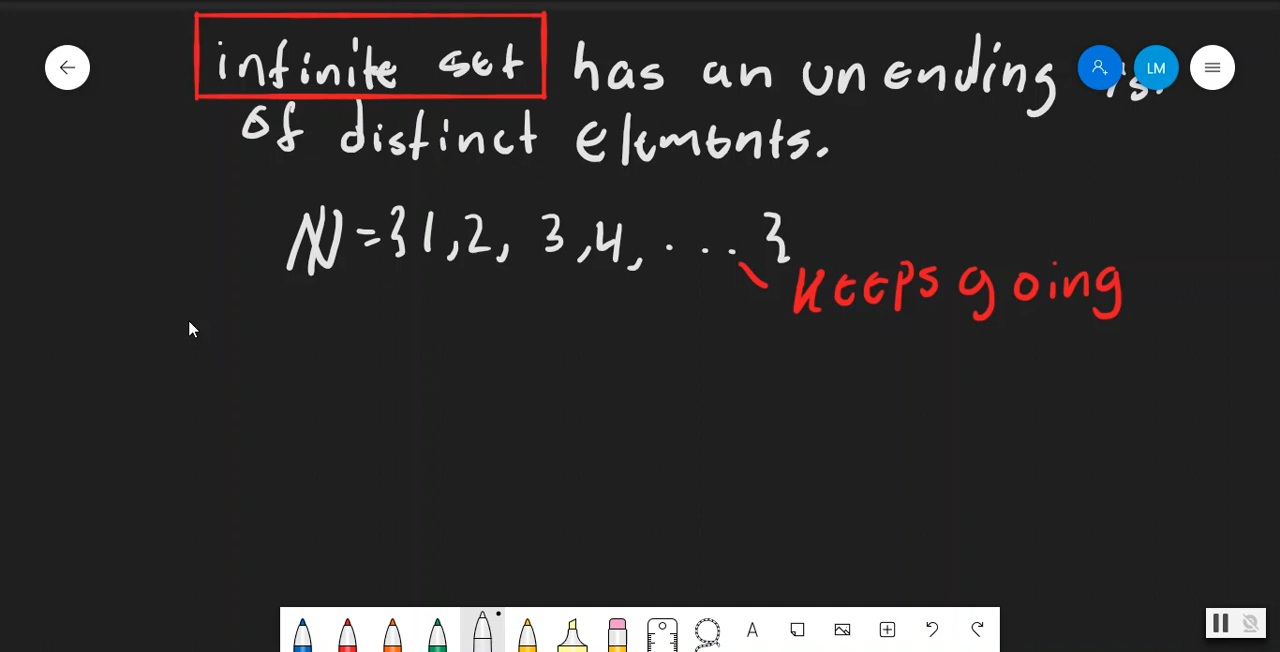 infinite set has an unending
of distinct elements.
ℕ = {1, 2, 3, 4, ... }
keeps going
LM
A